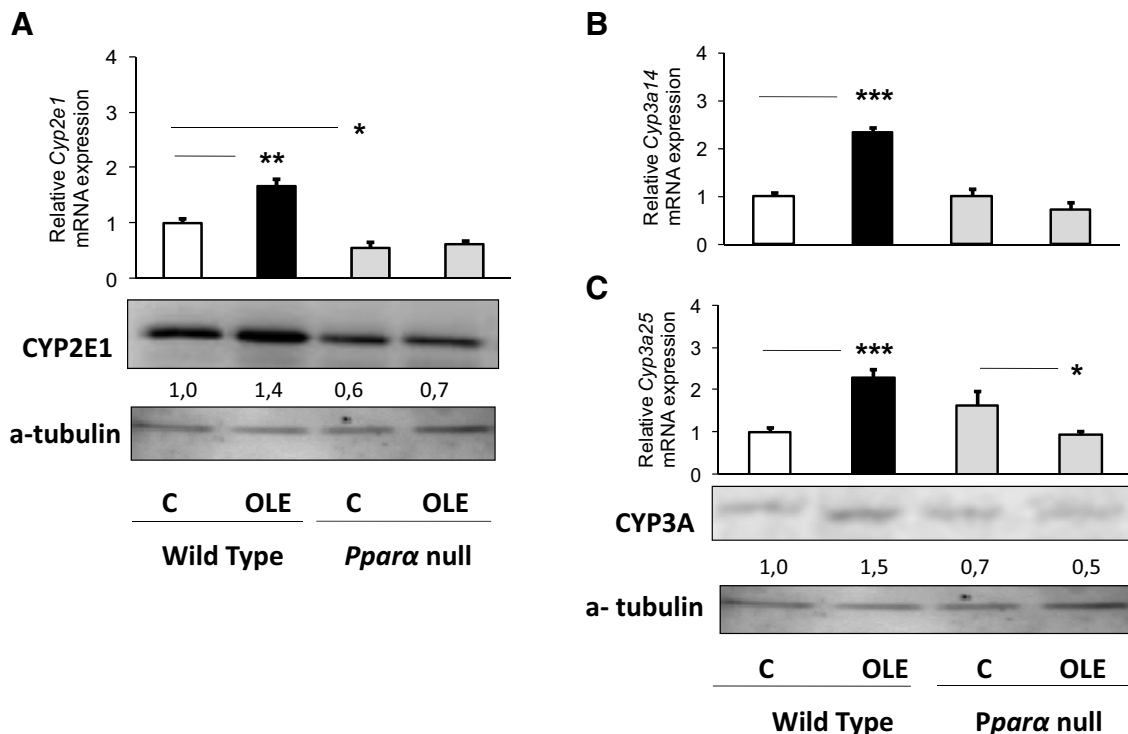 A
Relative Cyp2e1
mRNA expression
4
3
2
1
0
*
**
CYP2E1
1,0 1,4 0,6 0,7
a-tubulin
C OLE C OLE
Wild Type Pparα null
B
Relative Cyp3a14
mRNA expression
4
3
2
1
0
***
C
Relative Cyp3a25
mRNA expression
4
3
2
1
0
***
*
CYP3A
1,0 1,5 0,7 0,5
a- tubulin
C OLE C OLE
Wild Type Pparα null